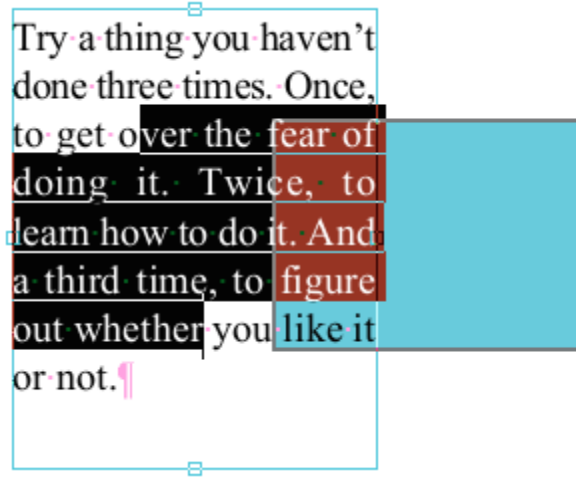 Try a thing you haven’t
done three times. Once,
to get over the fear of
doing it. Twice, to
learn how to do it. And
a third time, to figure
out whether you like it
or not.¶